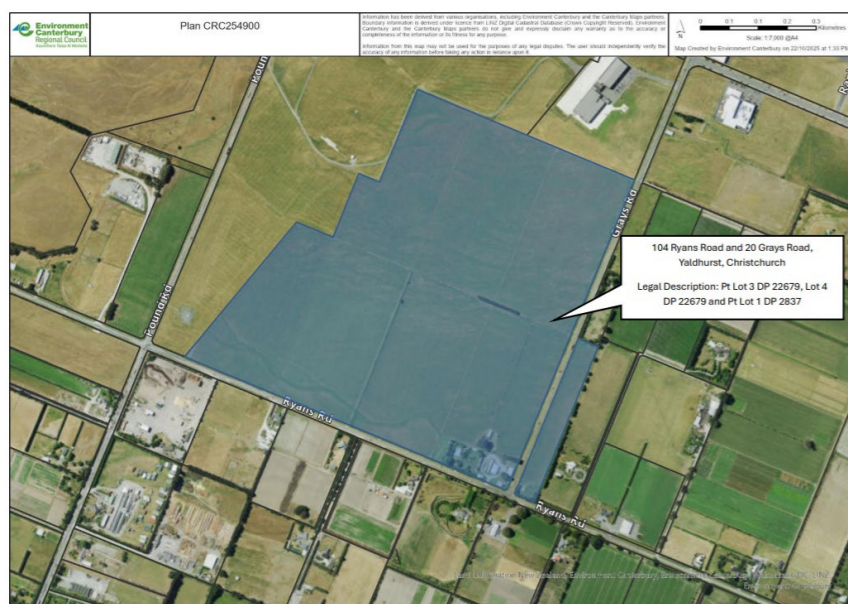 Environment
Canterbury
Regional Council
Kaunihera Taiao ki Waitaha
Plan CRC254900
Information has been derived from various organisations, including Environment Canterbury and the Canterbury Maps partners.
Boundary information is derived under licence from LINZ Digital Cadastral Database (Crown Copyright Reserved). Environment
Canterbury and the Canterbury Maps partners do not give and expressly disclaim any warranty as to the accuracy or
completeness of the information or its fitness for any purpose.
Information from this map may not be used for the purposes of any legal disputes. The user should independently verify the
accuracy of any information before taking any action in reliance upon it.
N
0 0.1 0.2 0.3
Kilometres
Scale: 1:7,000 @A4
Map Created by Environment Canterbury on 22/10/2025 at 1:33 PM
Grays Rd
104 Ryans Road and 20 Grays Road,
Yaldhurst, Christchurch
Legal Description: Pt Lot 3 DP 22679, Lot 4
DP 22679 and Pt Lot 1 DP 2837
Pound Rd
Ryans Rd
Ryans Rd